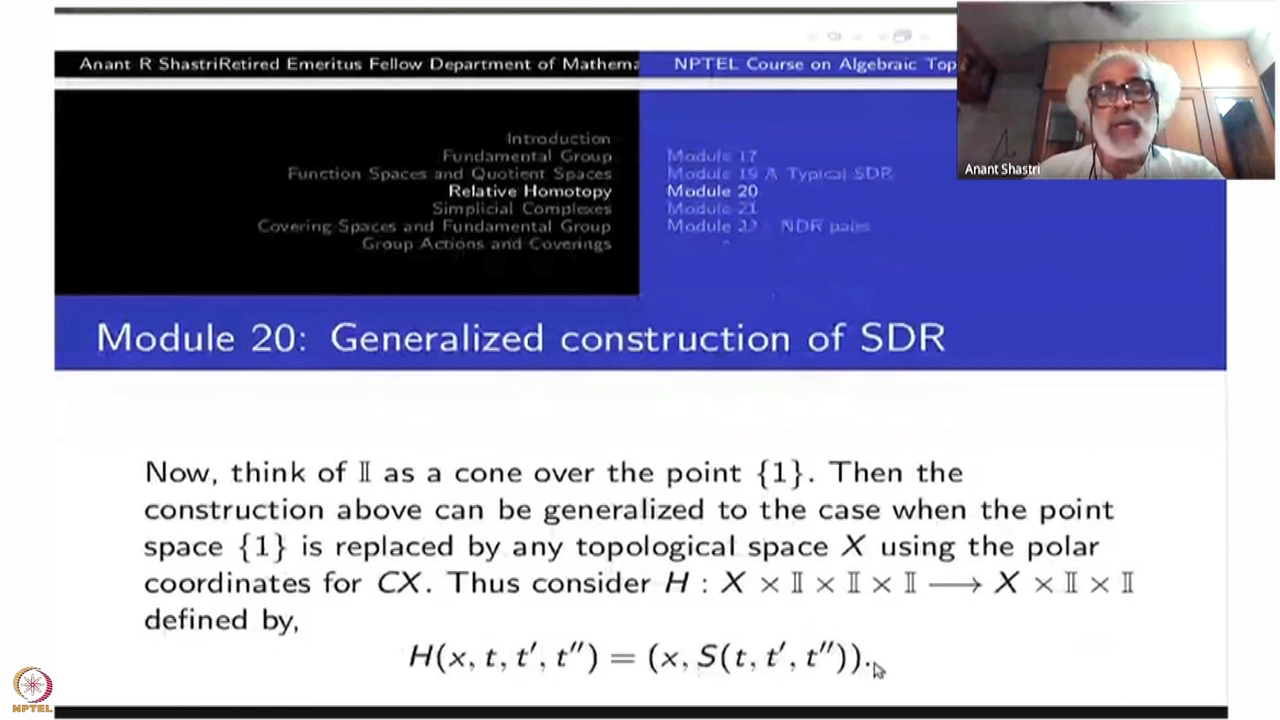 Anant R ShastriRetired Emeritus Fellow Department of Mathema
NPTEL Course on Algebraic Top
Introduction
Fundamental Group
Function Spaces and Quotient Spaces
Relative Homotopy
Simplicial Complexes
Covering Spaces and Fundamental Group
Group Actions and Coverings
Module 17
Module 19 A Typical SDR
Module 20
Module 21
Module 22 NDR pairs
Anant Shastri
Module 20: Generalized construction of SDR
Now, think of 𝕀 as a cone over the point {1}. Then the
construction above can be generalized to the case when the point
space {1} is replaced by any topological space X using the polar
coordinates for CX. Thus consider H : X × 𝕀 × 𝕀 × 𝕀 ⟶ X × 𝕀 × 𝕀
defined by,
H(x, t, t′, t″) = (x, S(t, t′, t″)).
NPTEL